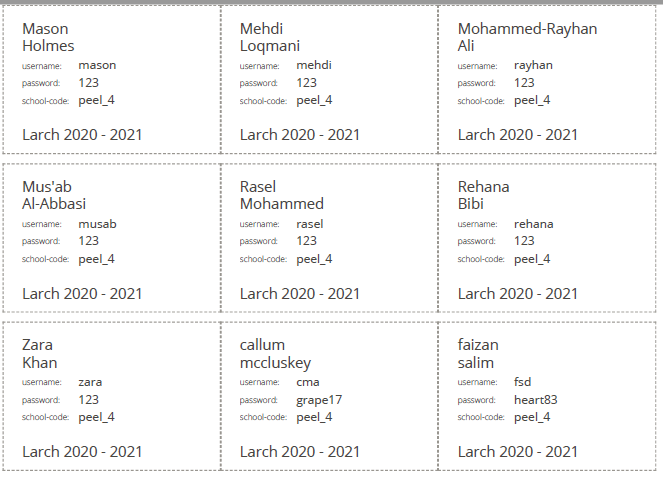 Mason
Holmes
username: mason
password: 123
school-code: peel_4
Larch 2020 - 2021
Mehdi
Loqmani
username: mehdi
password: 123
school-code: peel_4
Larch 2020 - 2021
Mohammed-Rayhan
Ali
username: rayhan
password: 123
school-code: peel_4
Larch 2020 - 2021
Mus'ab
Al-Abbasi
username: musab
password: 123
school-code: peel_4
Larch 2020 - 2021
Rasel
Mohammed
username: rasel
password: 123
school-code: peel_4
Larch 2020 - 2021
Rehana
Bibi
username: rehana
password: 123
school-code: peel_4
Larch 2020 - 2021
Zara
Khan
username: zara
password: 123
school-code: peel_4
Larch 2020 - 2021
callum
mccluskey
username: cma
password: grape17
school-code: peel_4
Larch 2020 - 2021
faizan
salim
username: fsd
password: heart83
school-code: peel_4
Larch 2020 - 2021